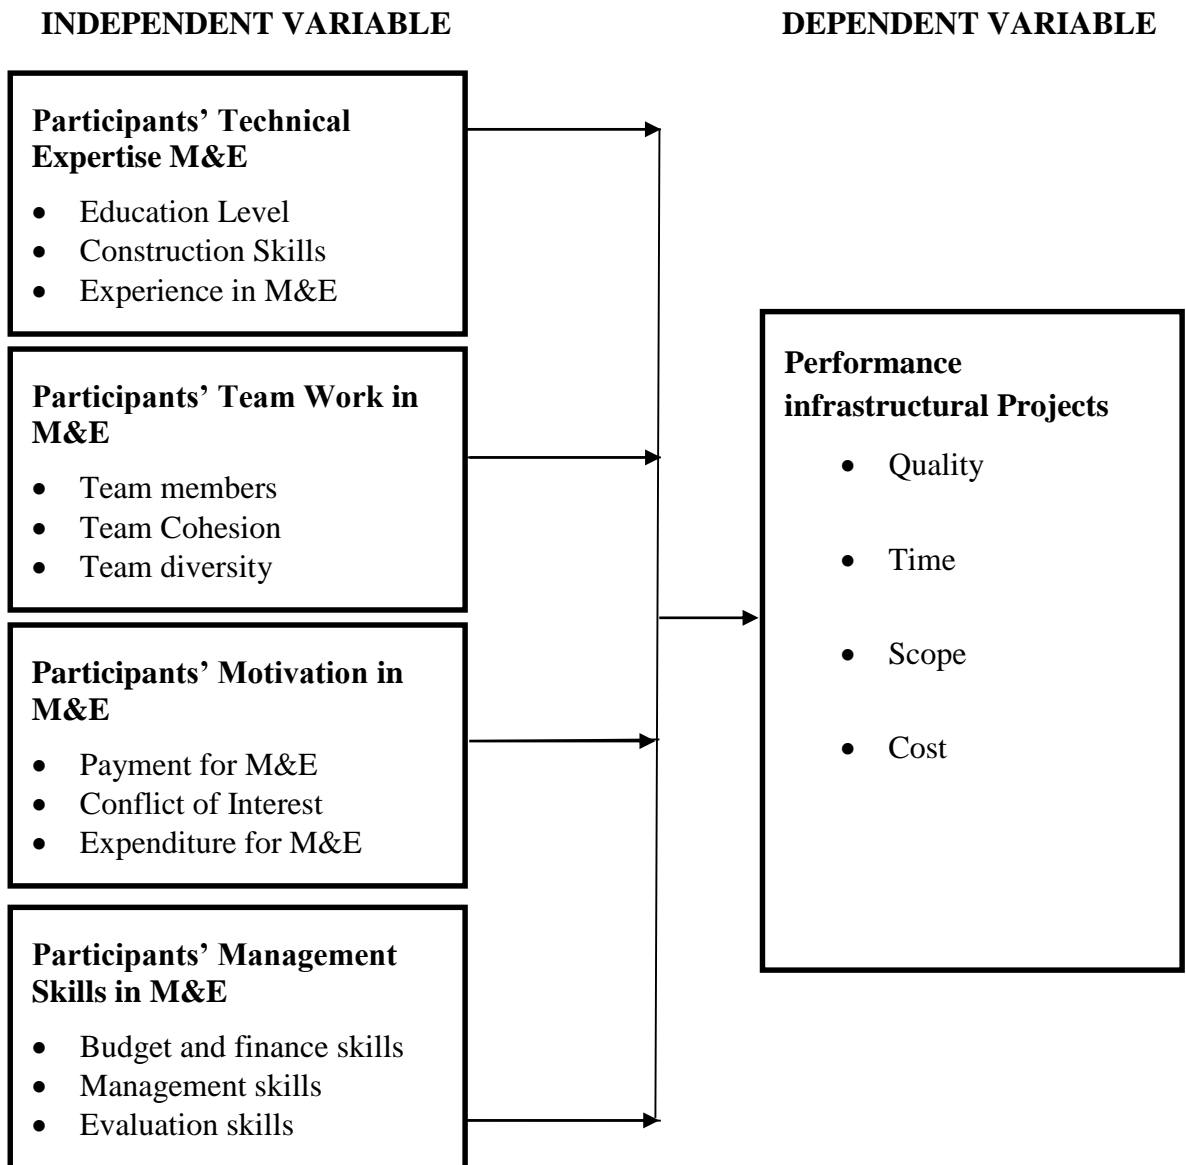 INDEPENDENT VARIABLE
DEPENDENT VARIABLE
Participants’ Technical
Expertise M&E
• Education Level
• Construction Skills
• Experience in M&E
Participants’ Team Work in
M&E
• Team members
• Team Cohesion
• Team diversity
Participants’ Motivation in
M&E
• Payment for M&E
• Conflict of Interest
• Expenditure for M&E
Participants’ Management
Skills in M&E
• Budget and finance skills
• Management skills
• Evaluation skills
Performance
infrastructural Projects
• Quality
• Time
• Scope
• Cost